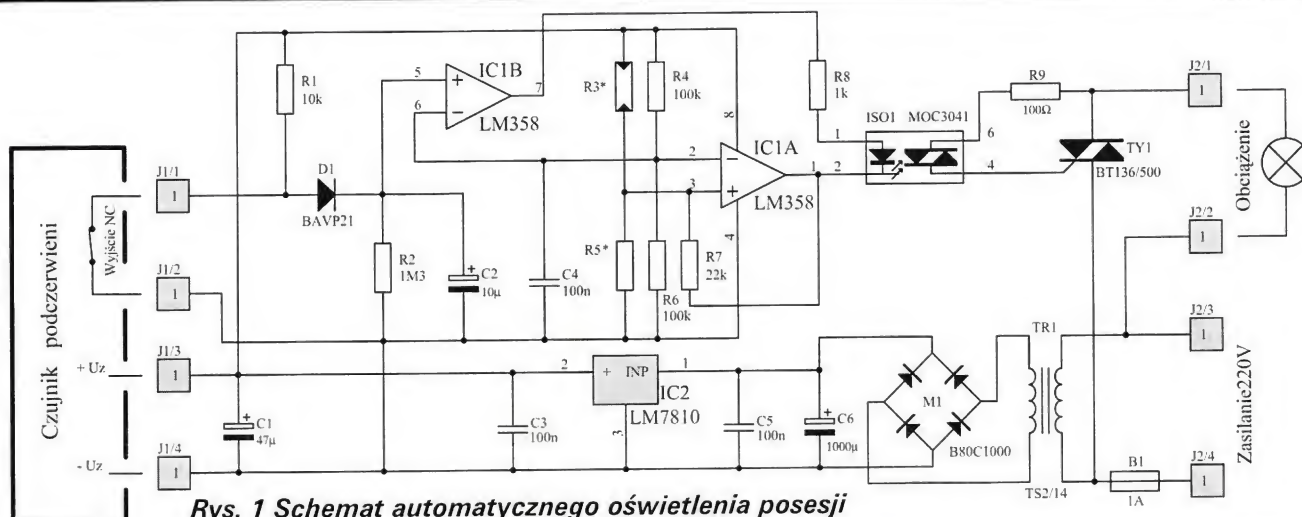 Czujnik podczerwieni
Wyjście NC
+ Uz
- Uz
J1/1
1
J1/2
1
J1/3
1
J1/4
1
R1
10k
D1
BAVP21
R2
1M3
C2
+
10µ
C1
+
47µ
5
+
6
−
7
IC1B
LM358
C4
100n
R3*
R4
100k
R5*
R6
100k
R7
22k
8
2
−
3
+
1
4
IC1A
LM358
R8
1k
1
2
ISO1
MOC3041
6
4
R9
100Ω
TY1
BT136/500
J2/1
1
J2/2
1
J2/3
1
J2/4
1
Obciążenie
Zasilanie220V
C3
100n
2
+ INP
1
3
IC2
LM7810
C5
100n
C6
+
1000µ
M1
B80C1000
TR1
TS2/14
B1
1A
Rys. 1 Schemat automatycznego oświetlenia posesji